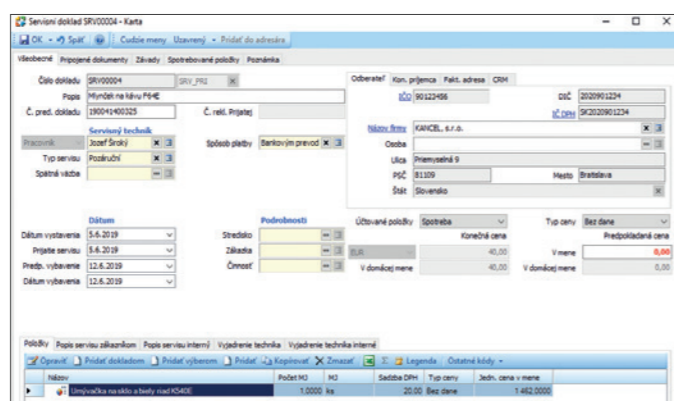 Servisní doklad SRV00004 - Karta
OK Späť Cudzie meny Uzavrený Pridať do adresára
Všeobecné Pripojené dokumenty Závady Spotrebované položky Poznámka
Číslo dokladu SRV00004 SRV_PRI
Popis Mlynček na kávu F64E
Č. pred. dokladu 190041400325 Č. rekl. Prijatej
Servisný technik
Pracovník Jozef Široký Spôsob platby Bankovým prevod
Typ servisu Pozáručný
Spätná väzba
Odberateľ Kon. príjemca Fakt. adresa CRM
IČO 90123456 DIČ 2020901234
IČ DPH SK2020901234
Názov firmy KANCEL, s.r.o.
Osoba
Ulica Priemyselná 9
PSČ 81109 Mesto Bratislava
Štát Slovensko
Dátum Podrobnosti
Dátum vystavenia 5.6.2019 Stredisko
Prijatie servisu 5.6.2019 Zákazka
Predp. vybavenie 12.6.2019 Činnosť
Dátum vybavenia 12.6.2019
Účtované položky Spotreba Typ ceny Bez dane
Konečná cena Predpokladaná cena
EUR 40,00 V mene 0,00
V domácej mene 40,00 V domácej mene 0,00
Položky Popis servisu zákazníkom Popis servisu interný Vyjadrenie technika Vyjadrenie technika interné
Opraviť Pridať dokladom Pridať výberom Pridať Kopírovať Zmazať Σ Legenda Ostatné kódy
Názov Počet MJ MJ Sadzba DPH Typ ceny Jedn. cena v mene
Umývačka na sklo a biely riad K540E 1,0000 ks 20,00 Bez dane 1 462,0000